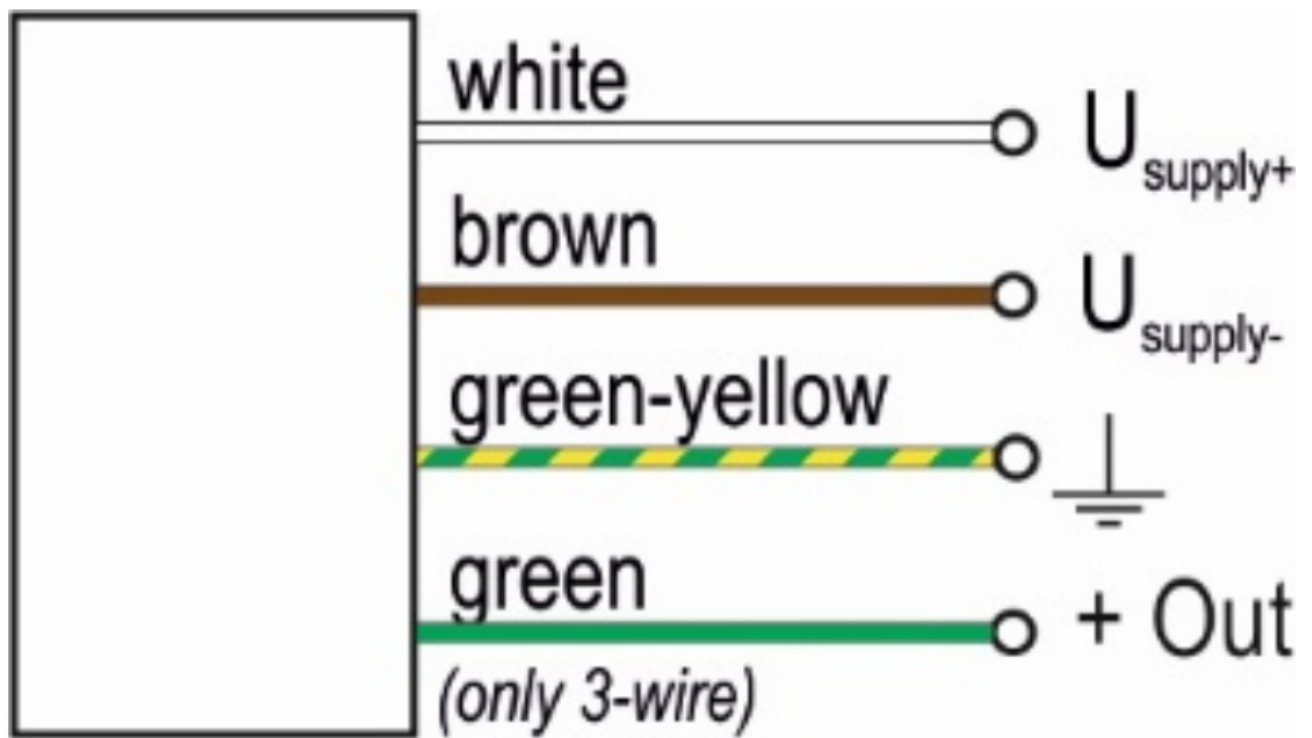 white
U supply+
brown
U supply-
green-yellow
green
+ Out
(only 3-wire)